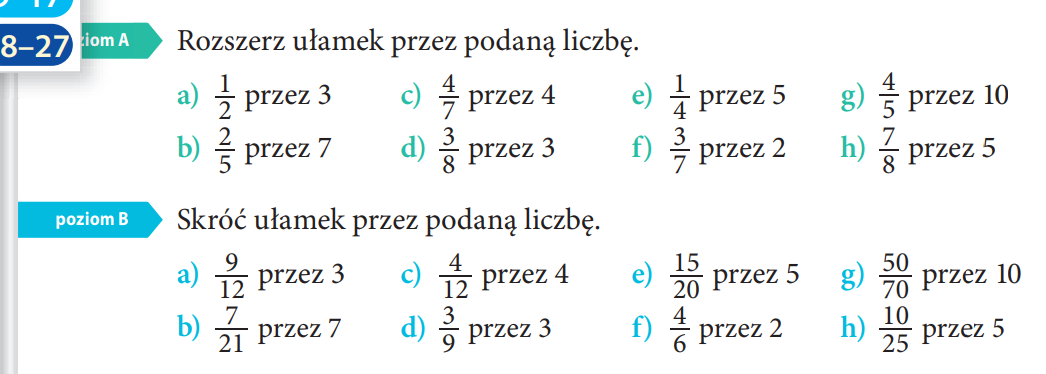 8–27
iom A
Rozszerz ułamek przez podaną liczbę.
a) 1/2 przez 3 c) 4/7 przez 4 e) 1/4 przez 5 g) 4/5 przez 10
b) 2/5 przez 7 d) 3/8 przez 3 f) 3/7 przez 2 h) 7/8 przez 5
poziom B
Skróć ułamek przez podaną liczbę.
a) 9/12 przez 3 c) 4/12 przez 4 e) 15/20 przez 5 g) 50/70 przez 10
b) 7/21 przez 7 d) 3/9 przez 3 f) 4/6 przez 2 h) 10/25 przez 5